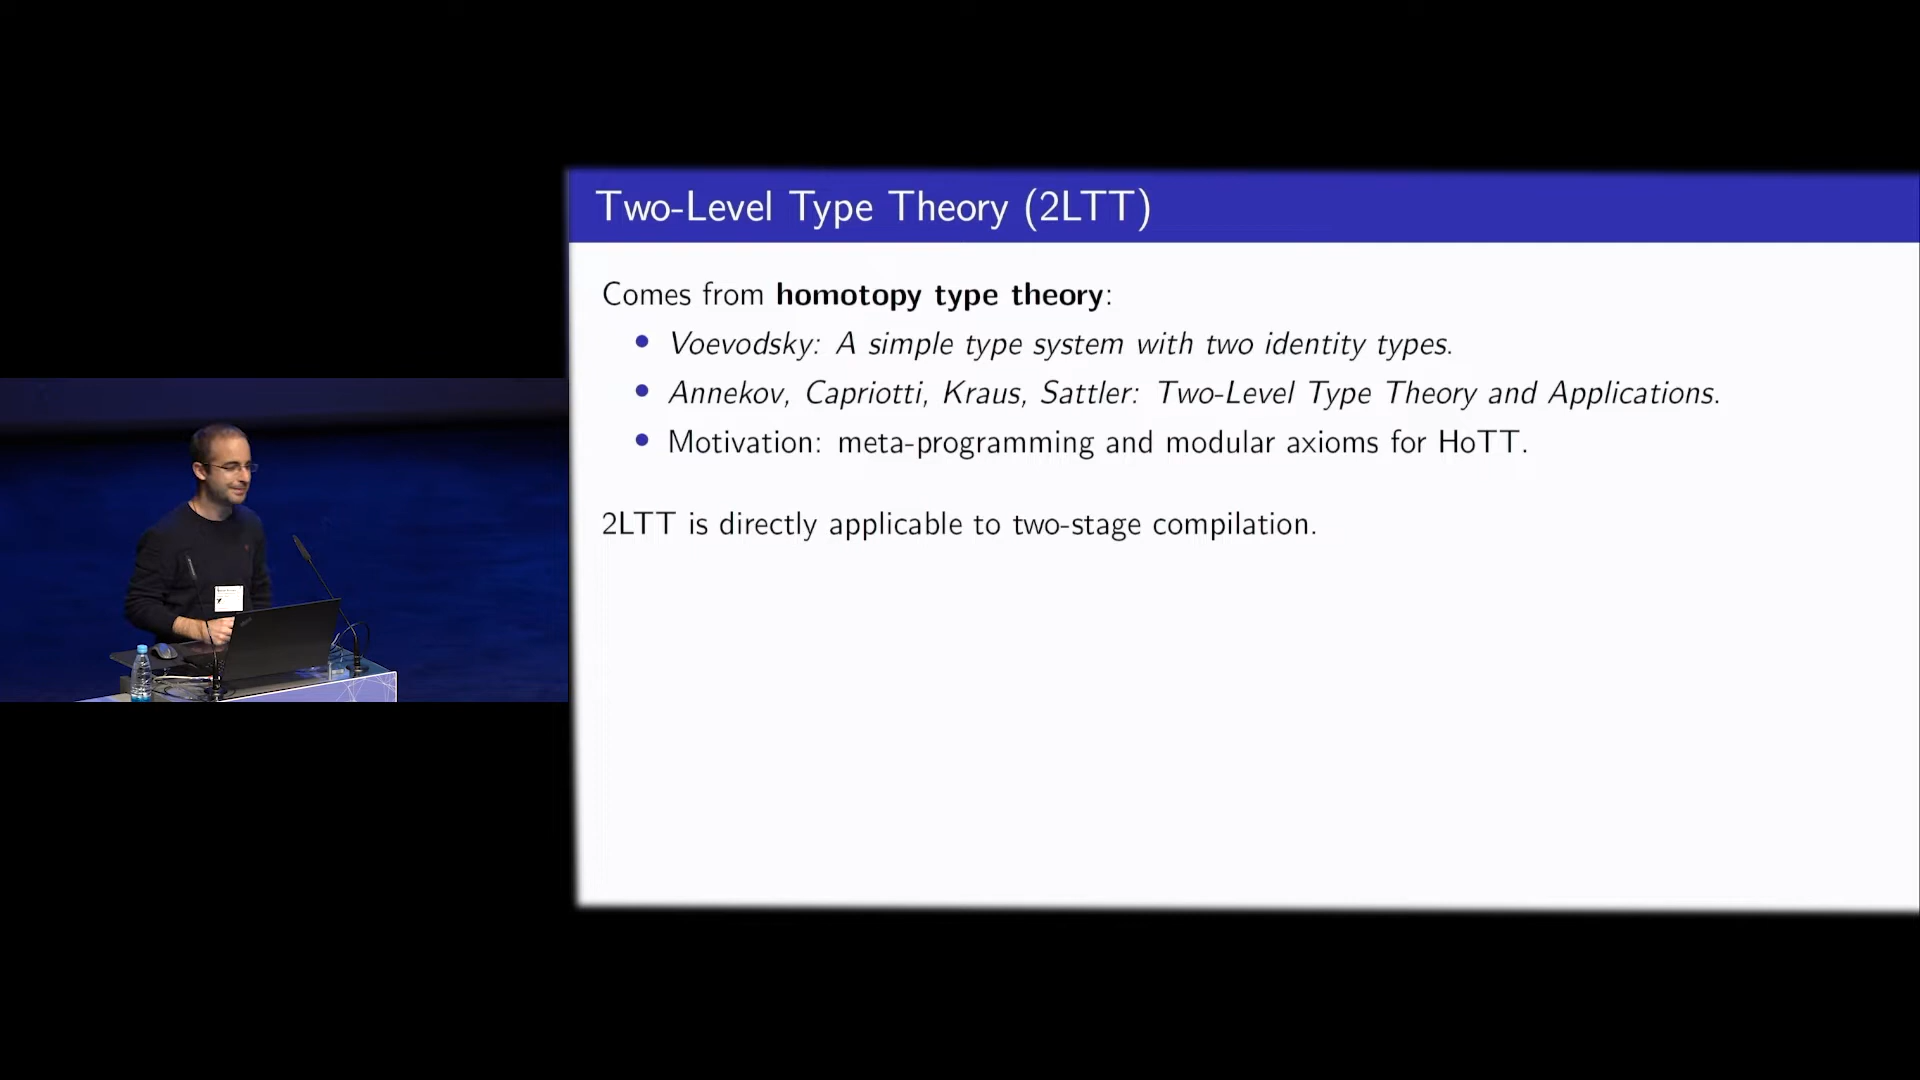 Two-Level Type Theory (2LTT)
Comes from homotopy type theory:
• Voevodsky: A simple type system with two identity types.
• Annekov, Capriotti, Kraus, Sattler: Two-Level Type Theory and Applications.
• Motivation: meta-programming and modular axioms for HoTT.
2LTT is directly applicable to two-stage compilation.